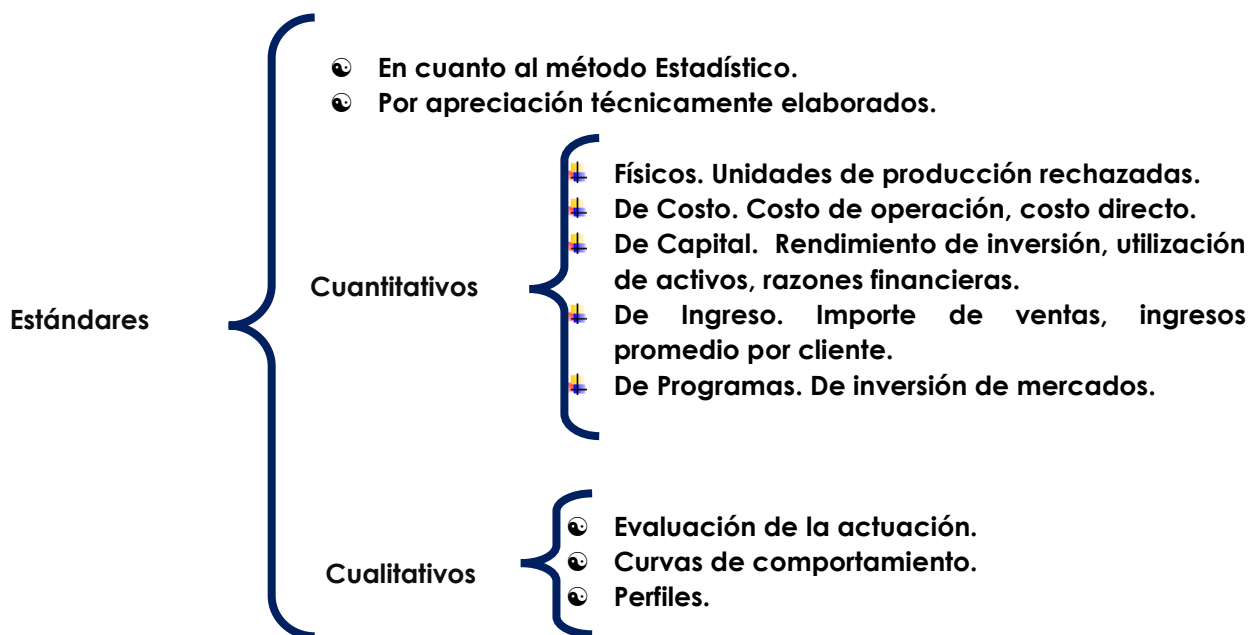 En cuanto al método Estadístico.
Por apreciación técnicamente elaborados.
Físicos. Unidades de producción rechazadas.
De Costo. Costo de operación, costo directo.
De Capital. Rendimiento de inversión, utilización
de activos, razones financieras.
Cuantitativos
Estándares
De Ingreso. Importe de ventas, ingresos
promedio por cliente.
De Programas. De inversión de mercados.
Evaluación de la actuación.
Curvas de comportamiento.
Cualitativos
Perfiles.